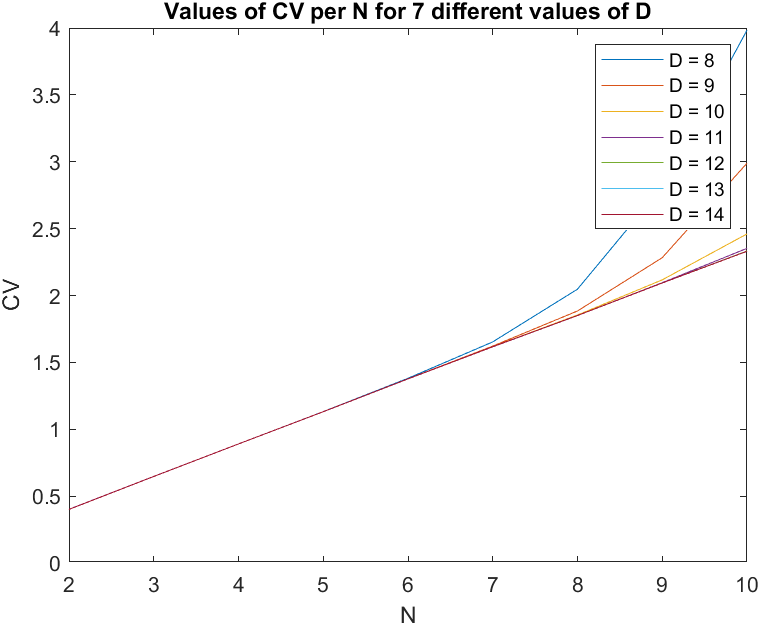 Values of CV per N for 7 different values of D
4
3.5
3
2.5
2
1.5
1
0.5
0
CV
D = 8
D = 9
D = 10
D = 11
D = 12
D = 13
D = 14
2 3 4 5 6 7 8 9 10
N